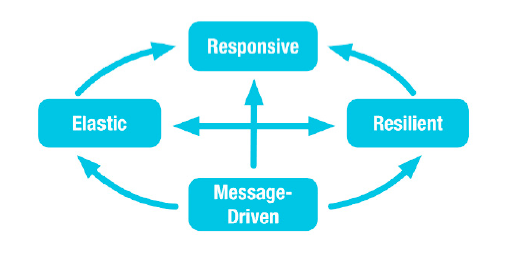 Responsive
Elastic
Resilient
Message-
Driven